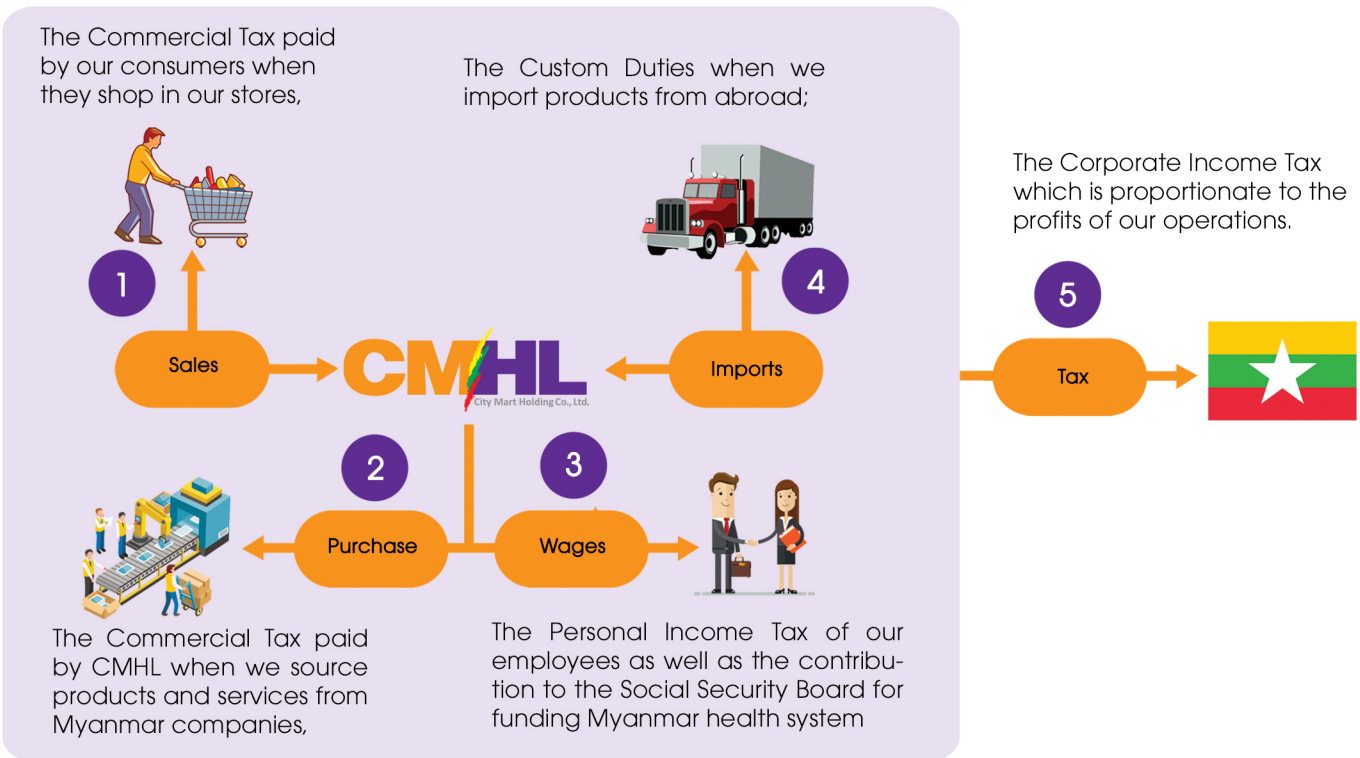 The Commercial Tax paid
by our consumers when
they shop in our stores,
The Custom Duties when we
import products from abroad;
The Corporate Income Tax
which is proportionate to the
profits of our operations.
1
4
5
Sales
CMHL
City Mart Holding Co., Ltd.
Imports
Tax
2
3
Purchase
Wages
The Commercial Tax paid
by CMHL when we source
products and services from
Myanmar companies,
The Personal Income Tax of our
employees as well as the contribu-
tion to the Social Security Board for
funding Myanmar health system